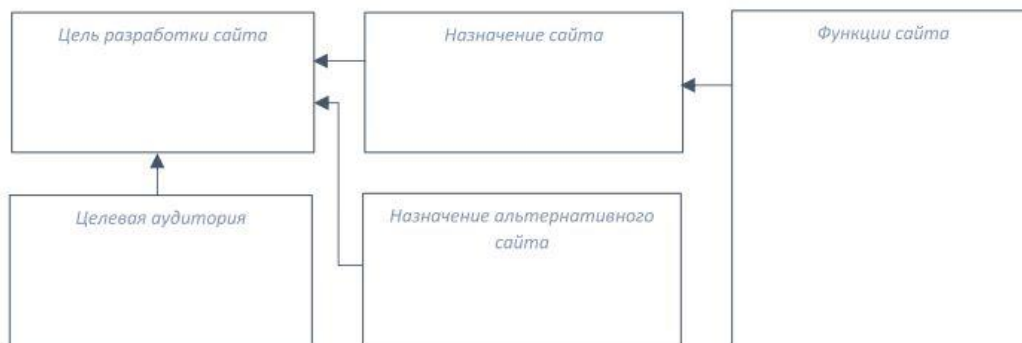 Цель разработки сайта
Назначение сайта
Функции сайта
Целевая аудитория
Назначение альтернативного
сайта